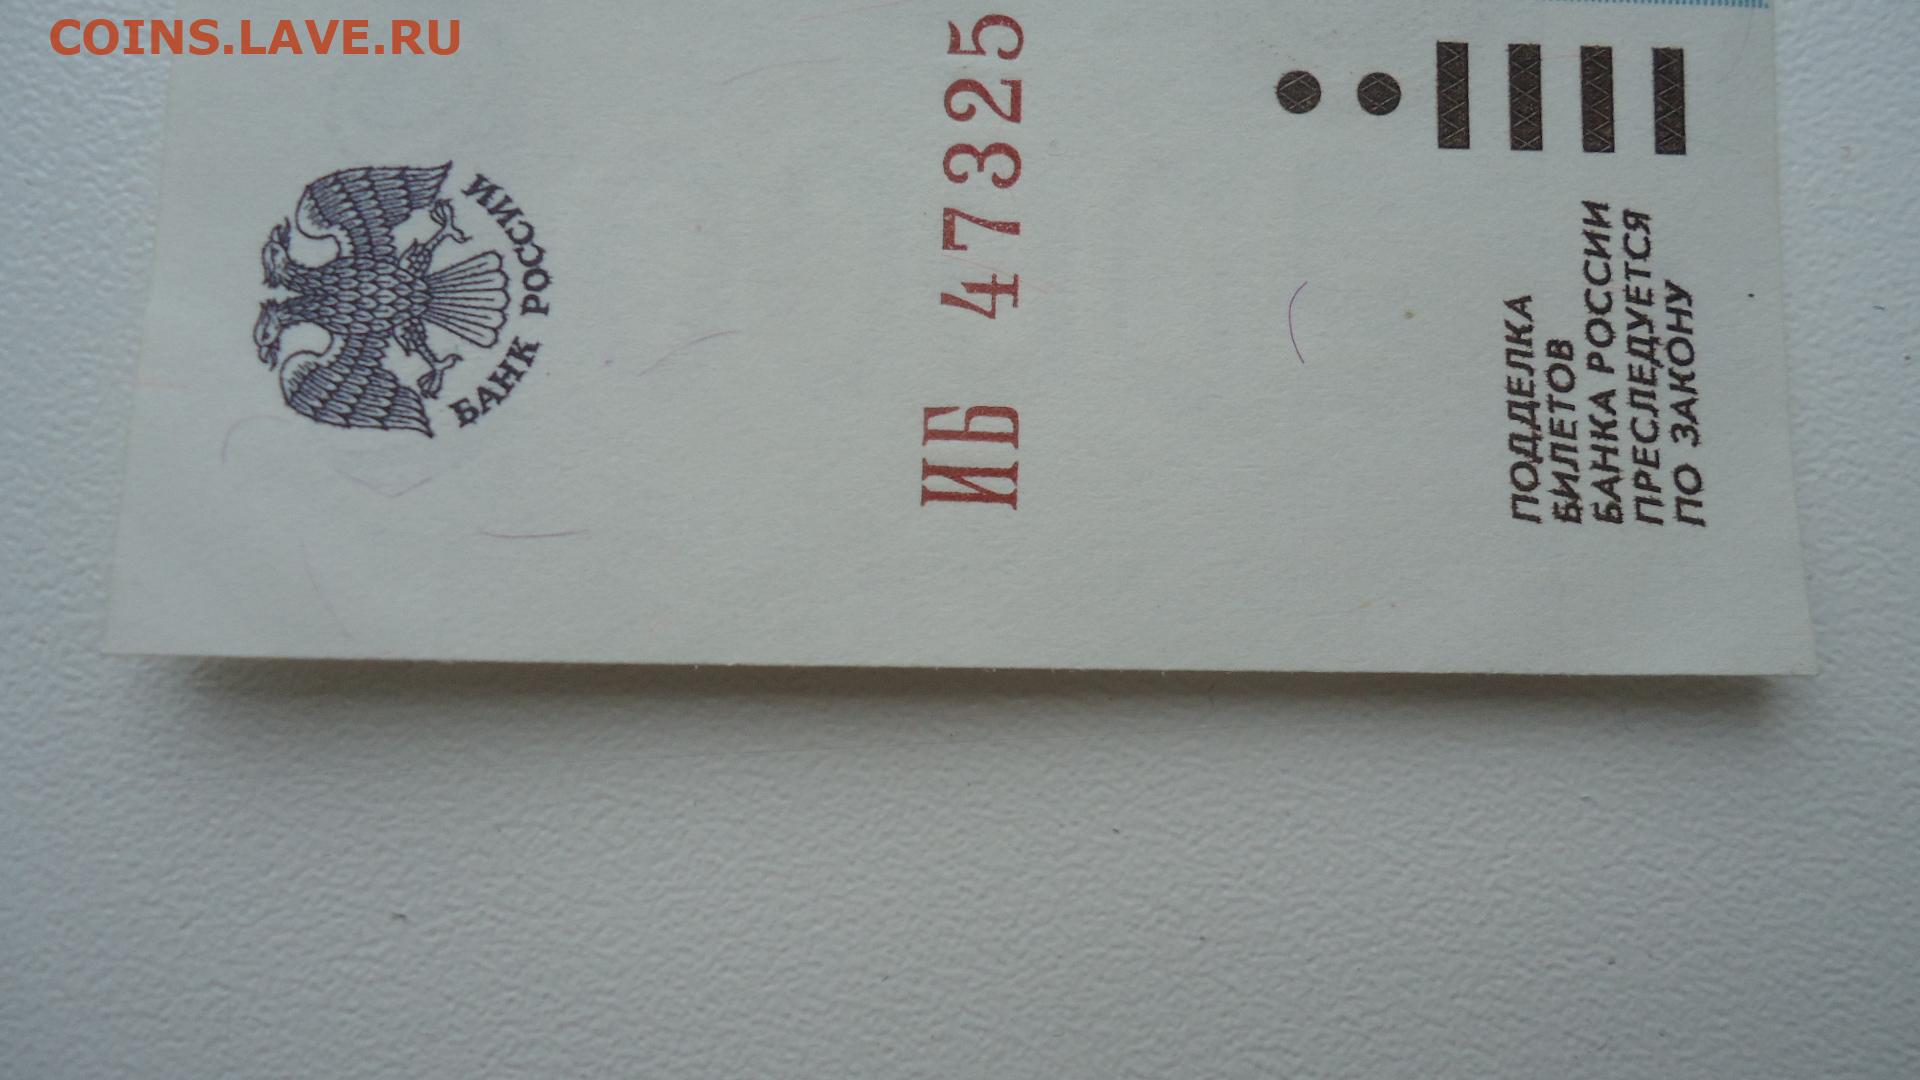 COINS.LAVE.RU
БАНК РОССИИ
ИБ 47325
ПОДДЕЛКА
БИЛЕТОВ
БАНКА РОССИИ
ПРЕСЛЕДУЕТСЯ
ПО ЗАКОНУ